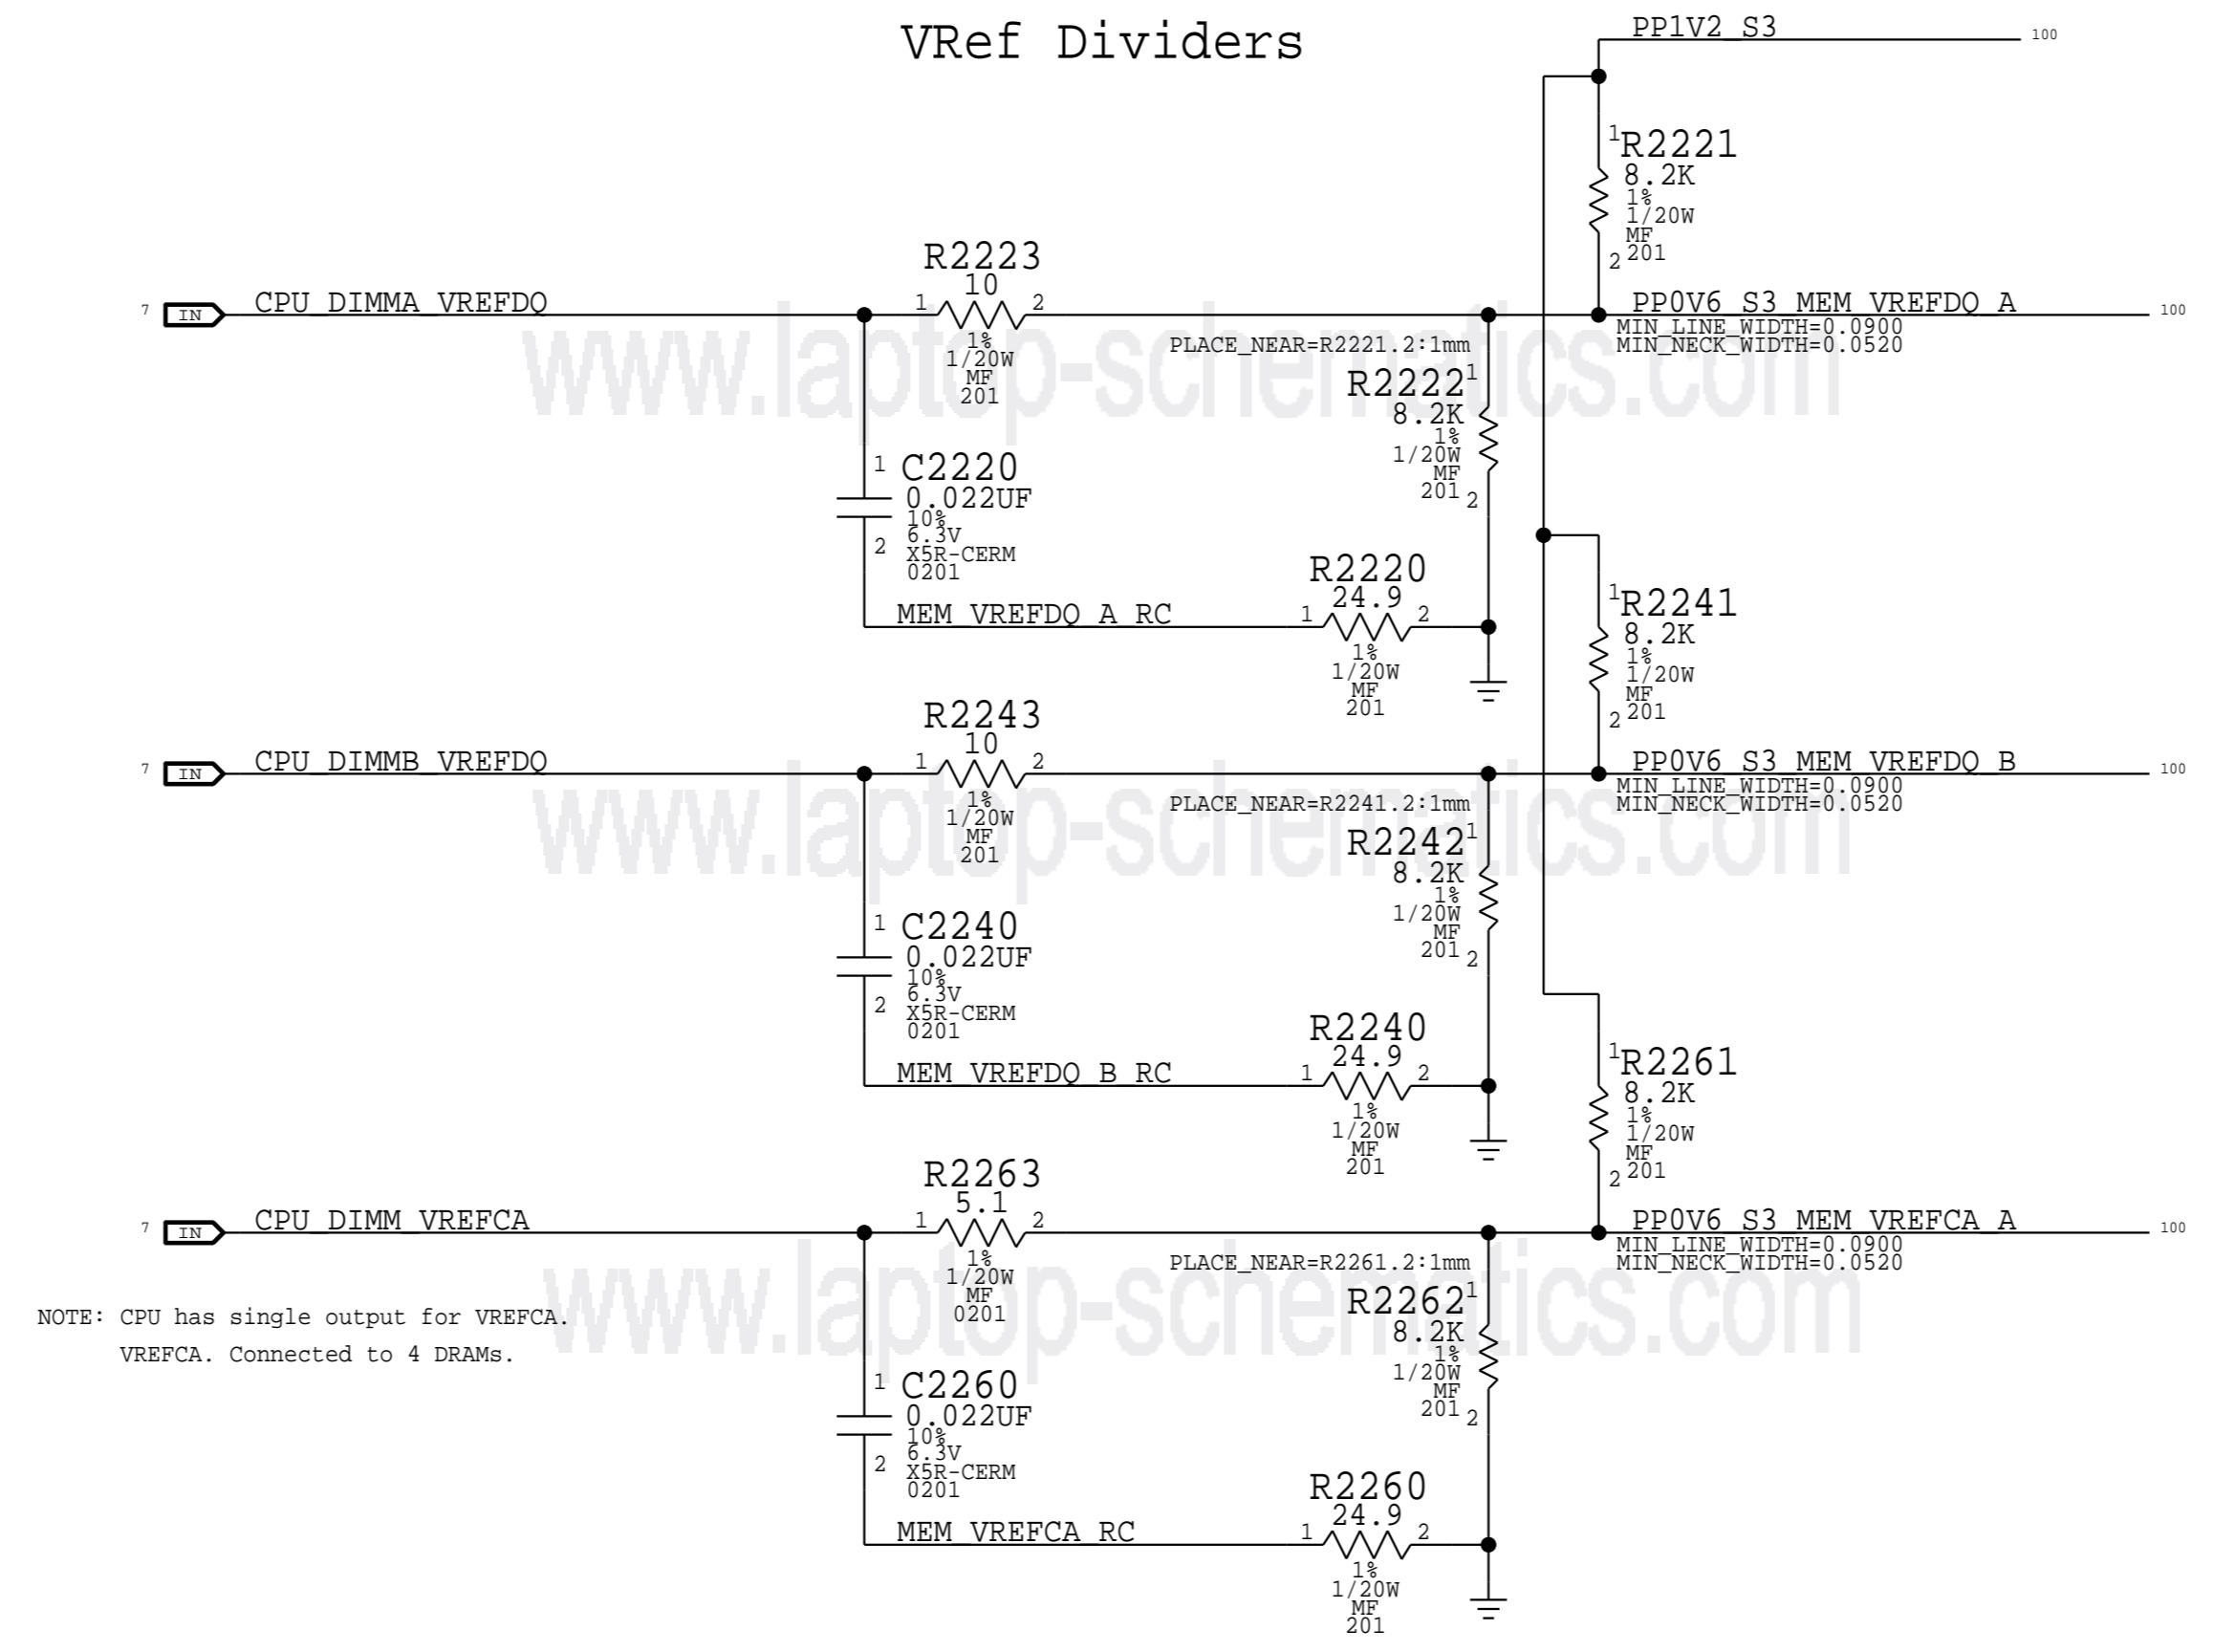 VRef Dividers
PP1V2_S3
100
1
R2221
8.2K
1%
1/20W
MF
201
2
7
IN
CPU_DIMMA_VREFDQ
R2223
10
1
2
1%
1/20W
MF
201
PP0V6_S3_MEM_VREFDQ_A
100
MIN_LINE_WIDTH=0.0900
MIN_NECK_WIDTH=0.0520
PLACE_NEAR=R2221.2:1mm
www.laptop-schematics.com
R2222
1
8.2K
1%
1/20W
MF
201
2
1
C2220
0.022UF
10%
6.3V
2
X5R-CERM
0201
MEM_VREFDQ_A_RC
R2220
24.9
1
2
1%
1/20W
MF
201
1
R2241
8.2K
1%
1/20W
MF
201
2
7
IN
CPU_DIMMB_VREFDQ
R2243
10
1
2
1%
1/20W
MF
201
PP0V6_S3_MEM_VREFDQ_B
100
MIN_LINE_WIDTH=0.0900
MIN_NECK_WIDTH=0.0520
PLACE_NEAR=R2241.2:1mm
www.laptop-schematics.com
R2242
1
8.2K
1%
1/20W
MF
201
2
1
C2240
0.022UF
10%
6.3V
2
X5R-CERM
0201
MEM_VREFDQ_B_RC
R2240
24.9
1
2
1%
1/20W
MF
201
1
R2261
8.2K
1%
1/20W
MF
201
2
7
IN
CPU_DIMM_VREFCA
R2263
5.1
1
2
1%
1/20W
MF
0201
PP0V6_S3_MEM_VREFCA_A
100
MIN_LINE_WIDTH=0.0900
MIN_NECK_WIDTH=0.0520
PLACE_NEAR=R2261.2:1mm
www.laptop-schematics.com
R2262
1
8.2K
1%
1/20W
MF
201
2
NOTE: CPU has single output for VREFCA.
VREFCA. Connected to 4 DRAMs.
1
C2260
0.022UF
10%
6.3V
2
X5R-CERM
0201
MEM_VREFCA_RC
R2260
24.9
1
2
1%
1/20W
MF
201